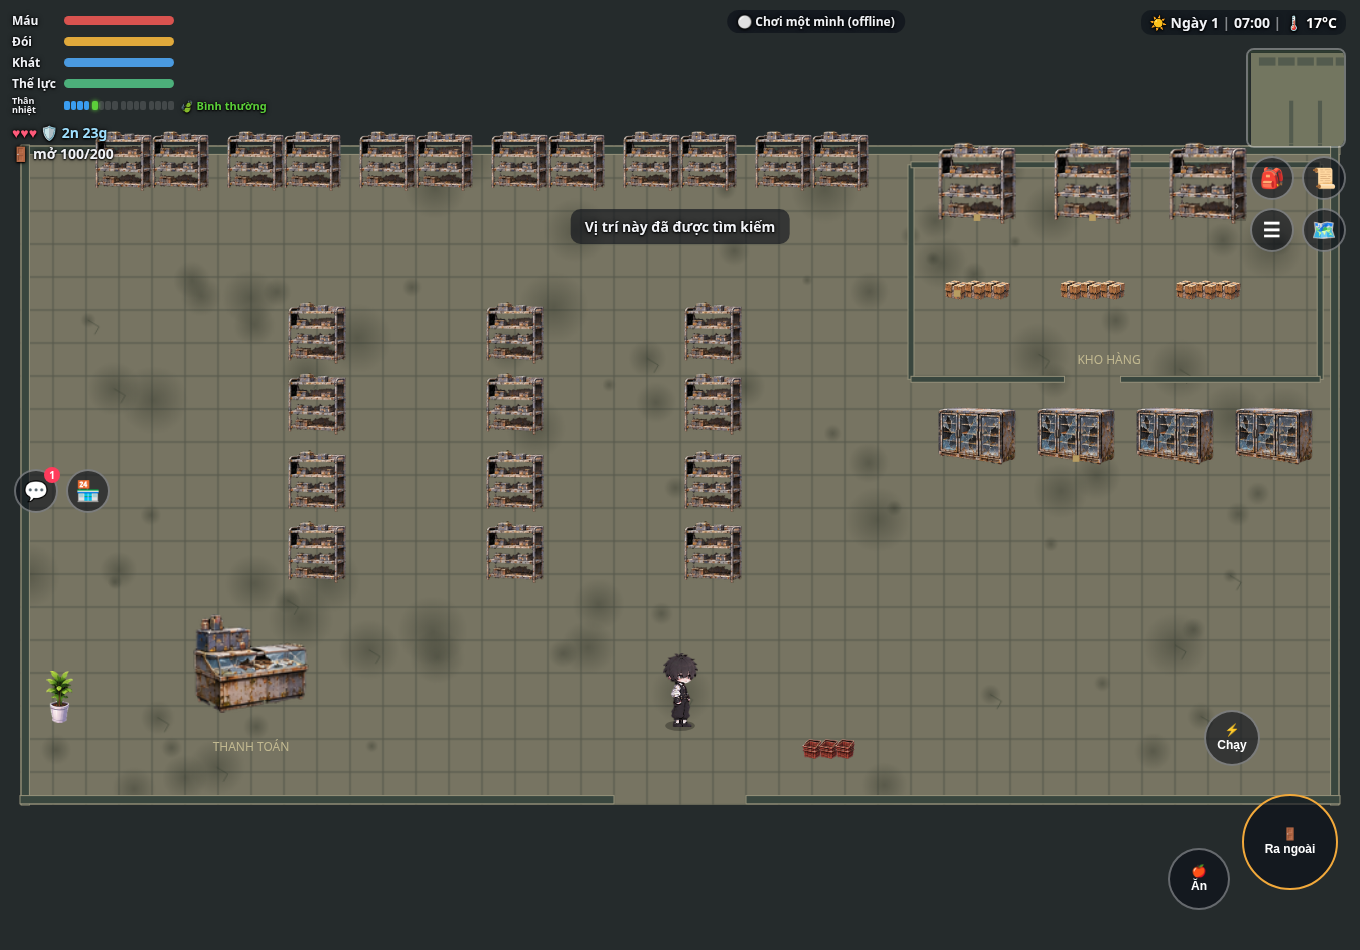 Máu
Đói
Khát
Thể lực
Thân
nhiệt
Bình thường
2n 23g
mở 100/200
Chơi một mình (offline)
Ngày 1 | 07:00 | 17°C
Vị trí này đã được tìm kiếm
KHO HÀNG
1
24
THANH TOÁN
Chạy
Ra ngoài
Ăn